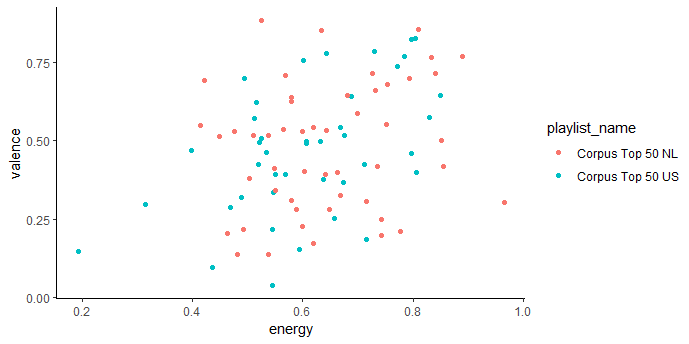 0.75
0.50
0.25
0.00
valence
0.2 0.4 0.6 0.8 1.0
energy
playlist_name
Corpus Top 50 NL
Corpus Top 50 US